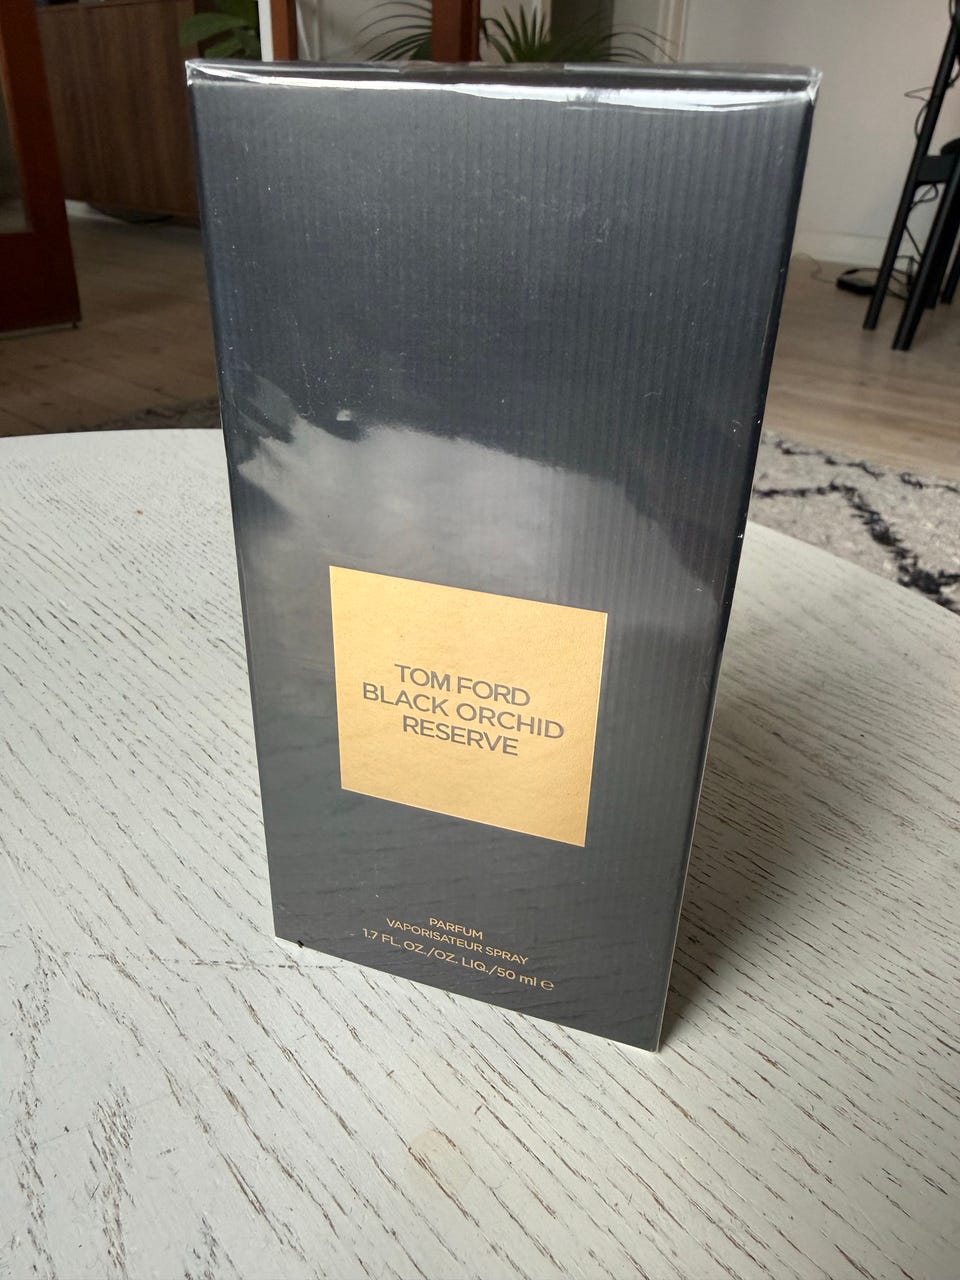 TOM FORD
BLACK ORCHID
RESERVE
PARFUM
VAPORISATEUR SPRAY
1.7 FL. OZ./OZ. LIQ./50 ml ℮